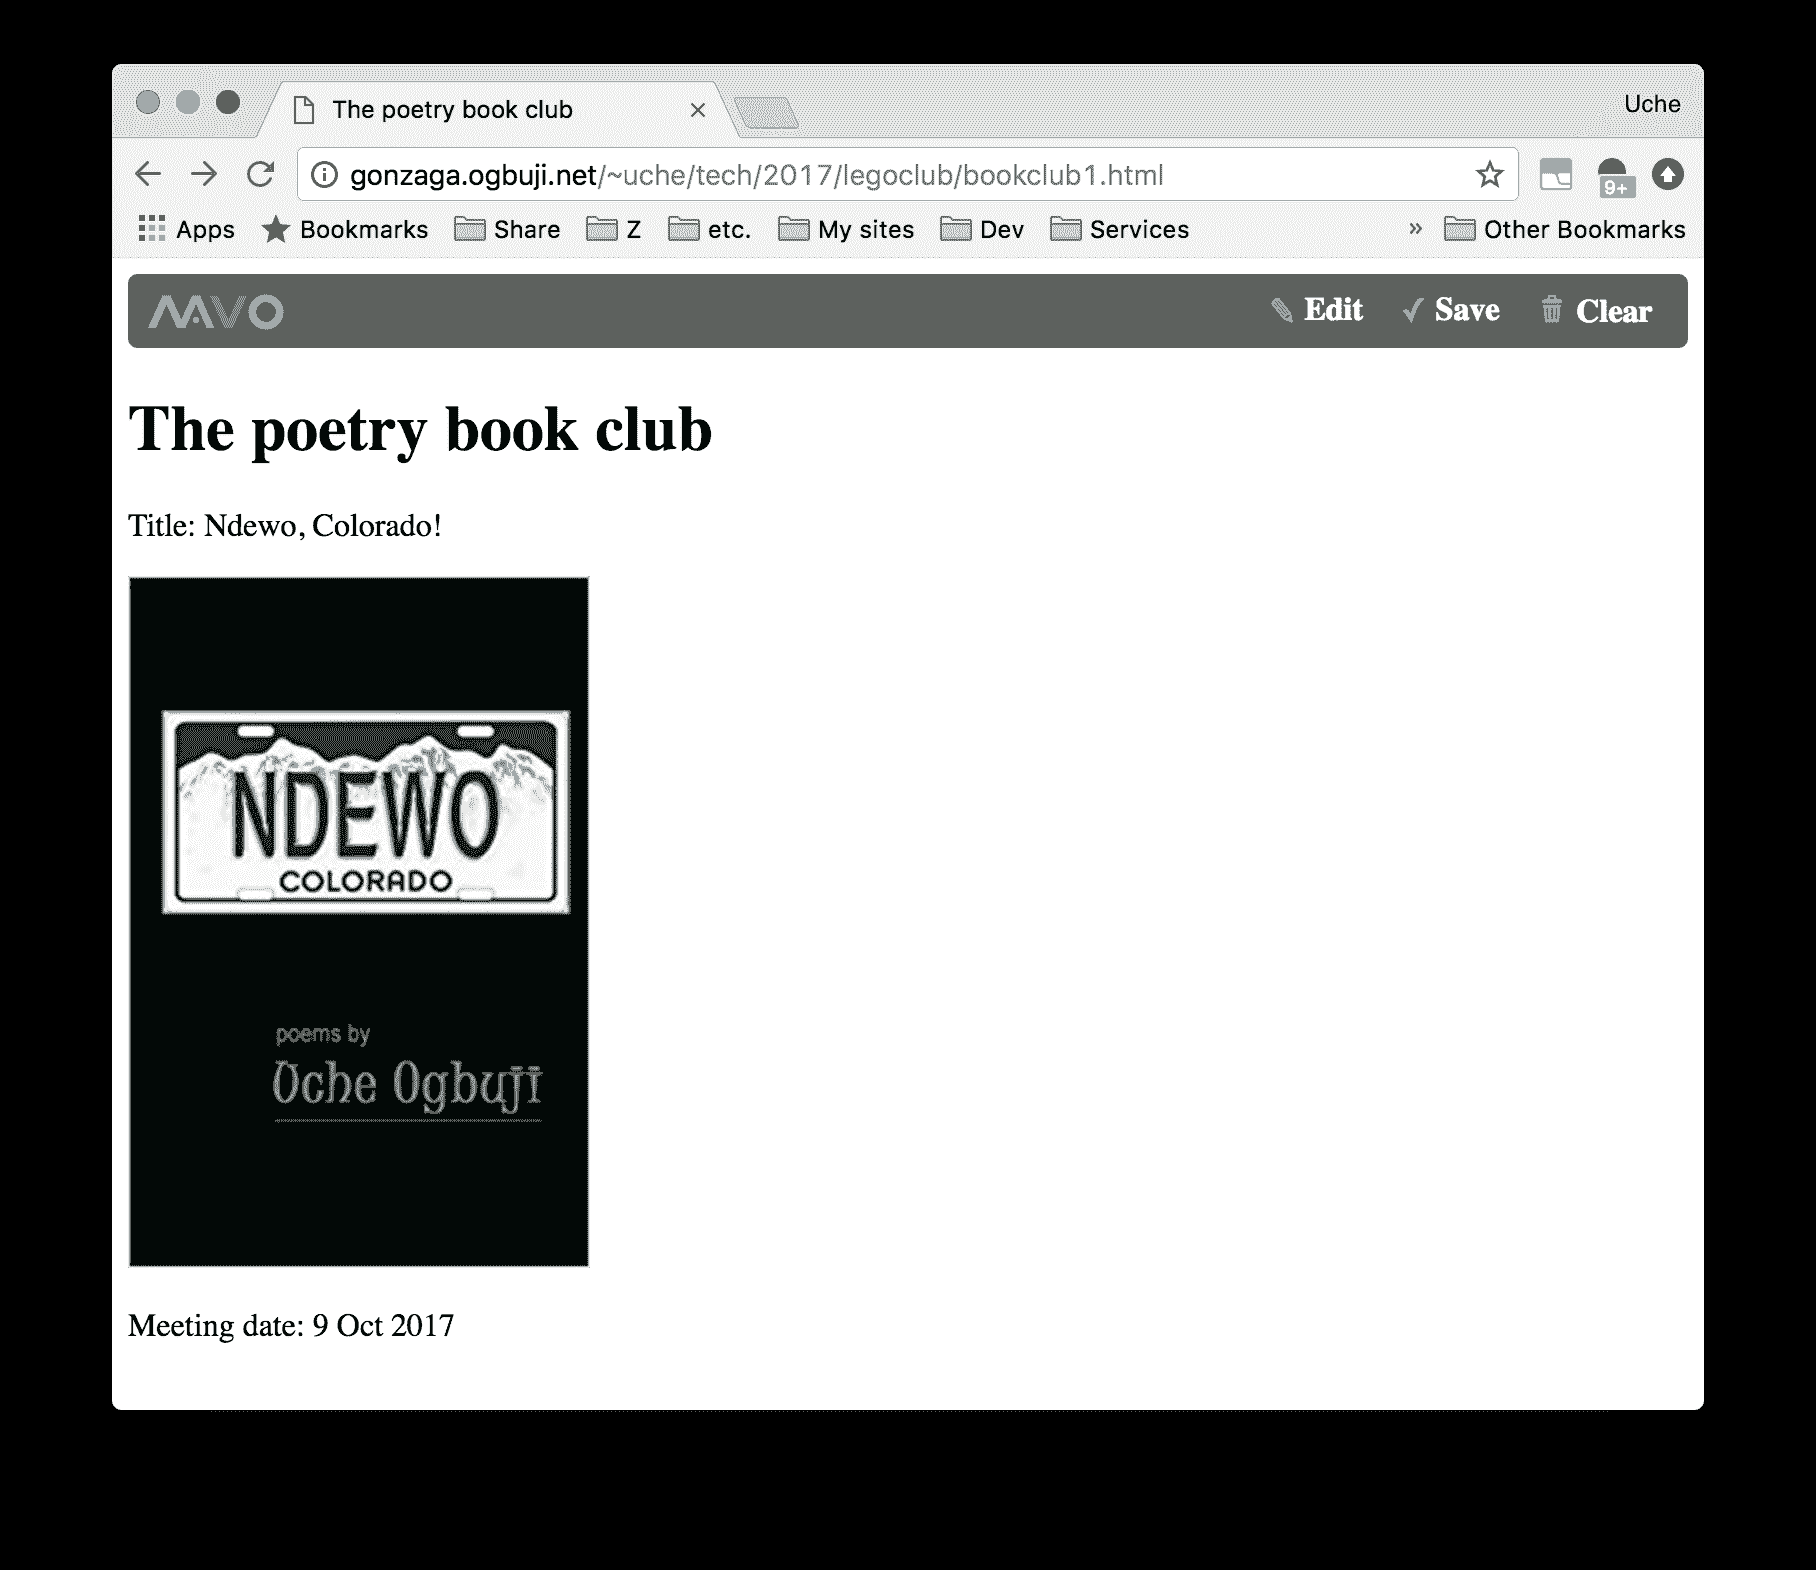 The poetry book club
Uche
gonzaga.ogbuji.net/~uche/tech/2017/legoclub/bookclub1.html
9+
Apps Bookmarks Share Z etc. My sites Dev Services » Other Bookmarks
MAVO Edit Save Clear
The poetry book club
Title: Ndewo, Colorado!
NDEWO
COLORADO
poems by
Uche Ogbuji
Meeting date: 9 Oct 2017